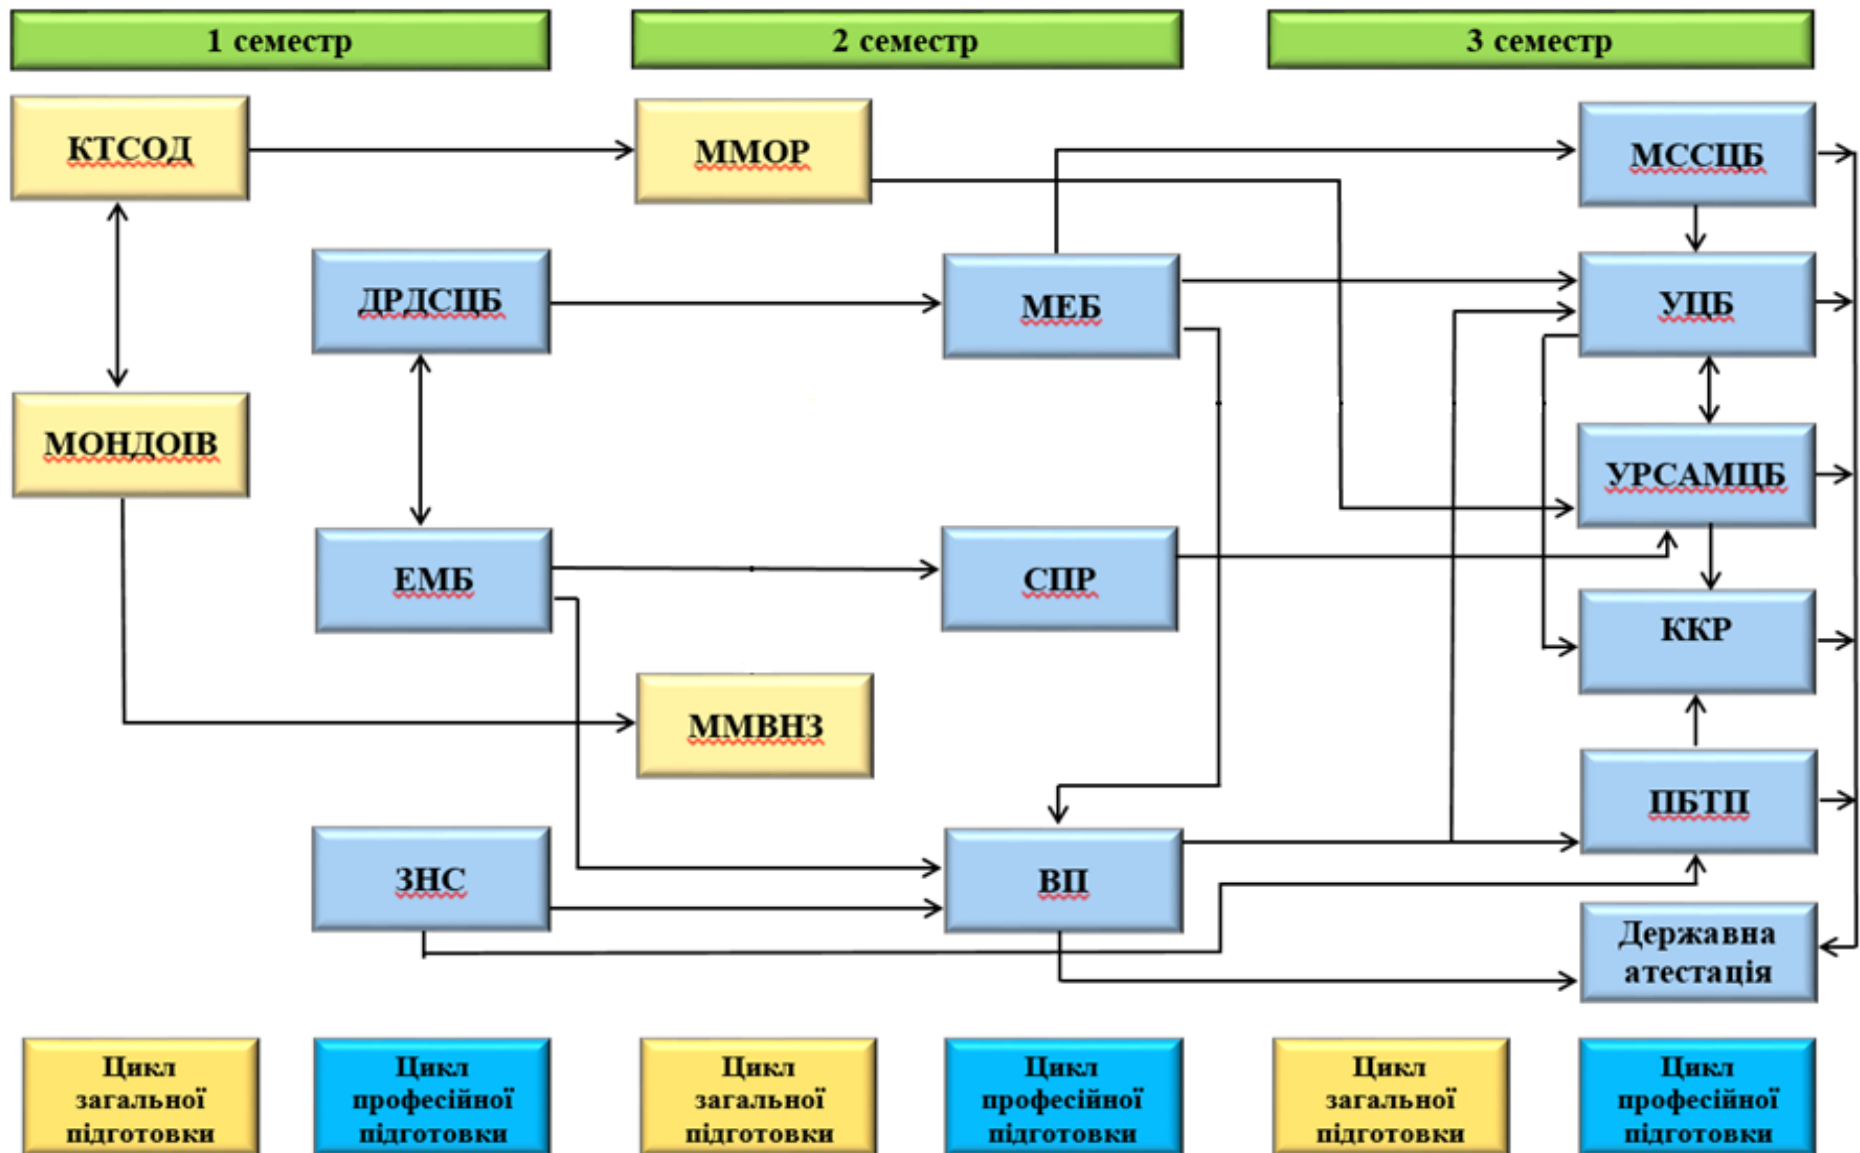 1 семестр
2 семестр
3 семестр
КТСОД
ММОР
МССЦБ
ДРДСЦБ
МЕБ
УЦБ
МОНДОІВ
УРСАМЦБ
ЕМБ
СПР
ККР
ММВНЗ
ПБТП
ЗНС
ВП
Державна
атестація
Цикл
загальної
підготовки
Цикл
професійної
підготовки
Цикл
загальної
підготовки
Цикл
професійної
підготовки
Цикл
загальної
підготовки
Цикл
професійної
підготовки